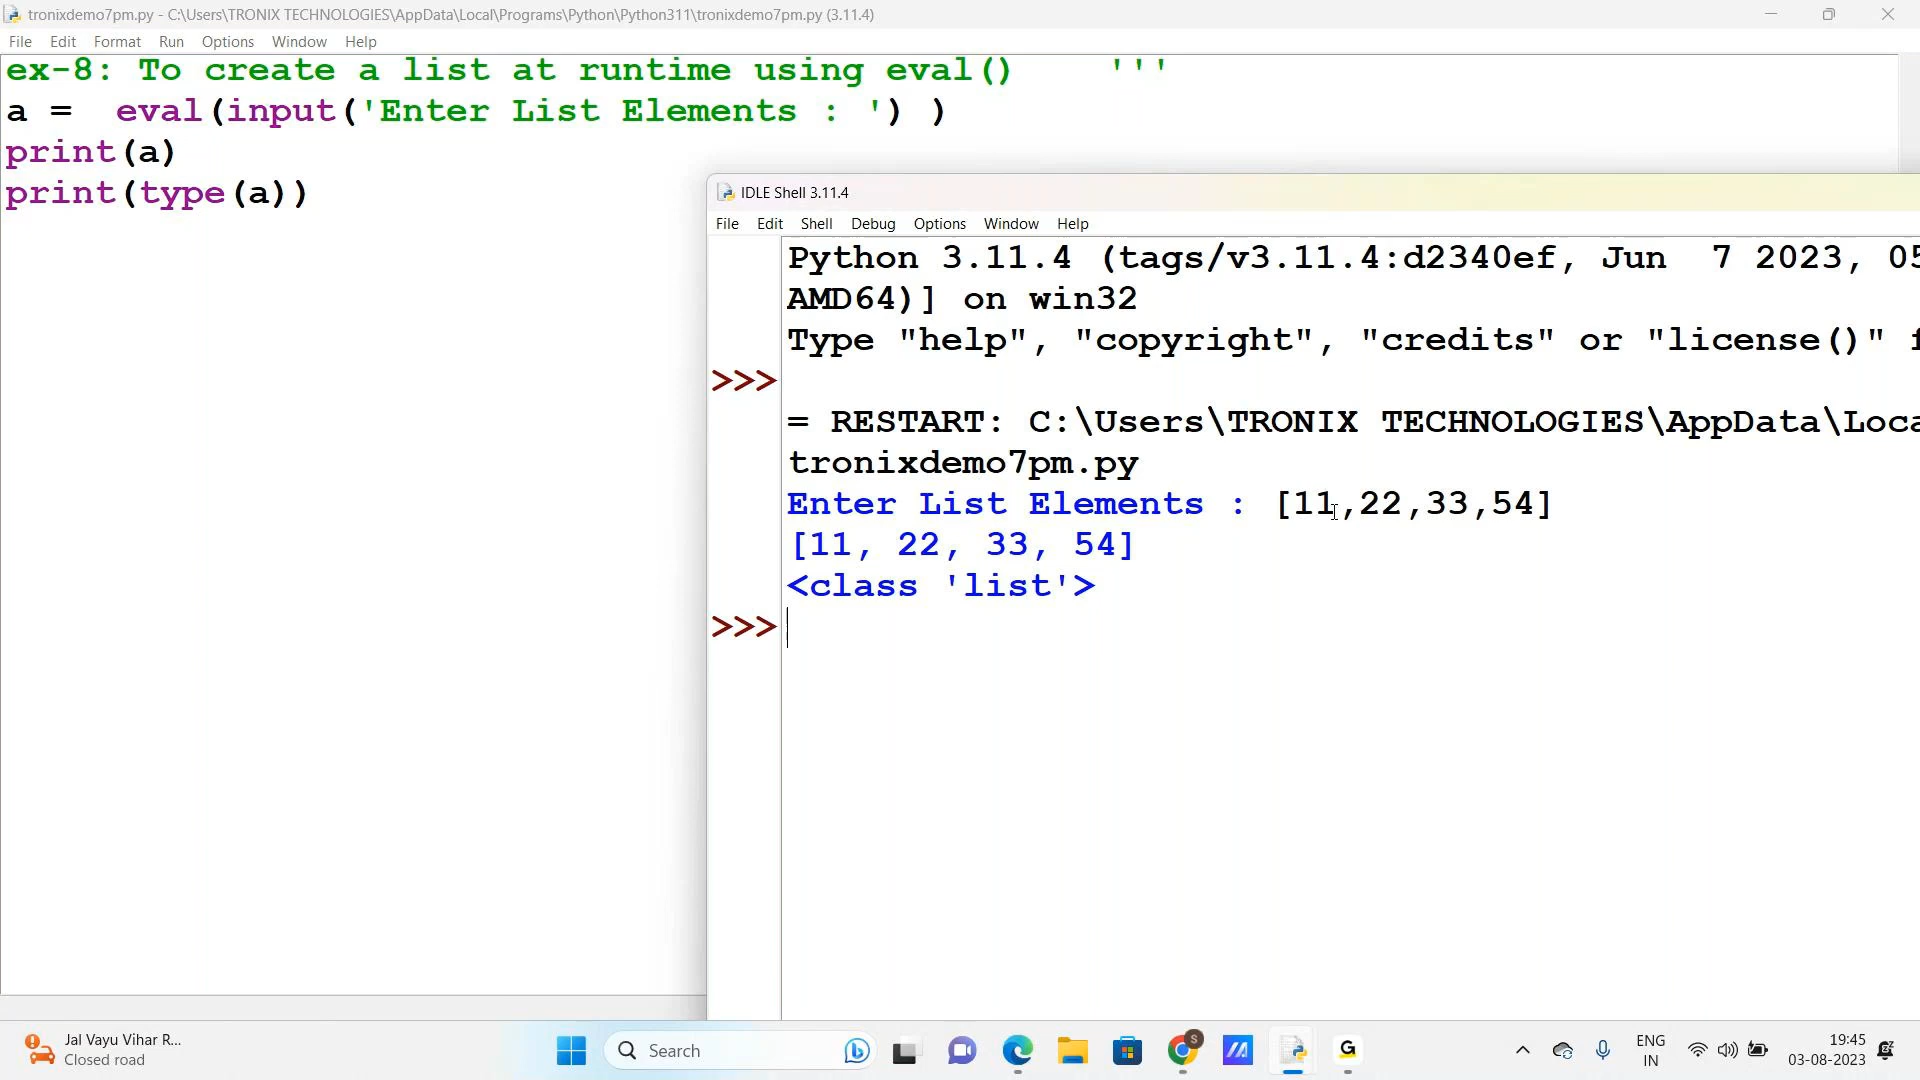 tronixdemo7pm.py - C:\Users\TRONIX TECHNOLOGIES\AppData\Local\Programs\Python\Python311\tronixdemo7pm.py (3.11.4)
File Edit Format Run Options Window Help
ex-8: To create a list at runtime using eval() '''
a = eval(input('Enter List Elements : ') )
print(a)
print(type(a))
IDLE Shell 3.11.4
File Edit Shell Debug Options Window Help
Python 3.11.4 (tags/v3.11.4:d2340ef, Jun 7 2023, 05
AMD64)] on win32
Type "help", "copyright", "credits" or "license()" f
>>>
= RESTART: C:\Users\TRONIX TECHNOLOGIES\AppData\Loca
tronixdemo7pm.py
Enter List Elements : [11,22,33,54]
[11, 22, 33, 54]
<class 'list'>
>>>
Jal Vayu Vihar R...
Closed road
Search
S
G
ENG
IN
19:45
03-08-2023